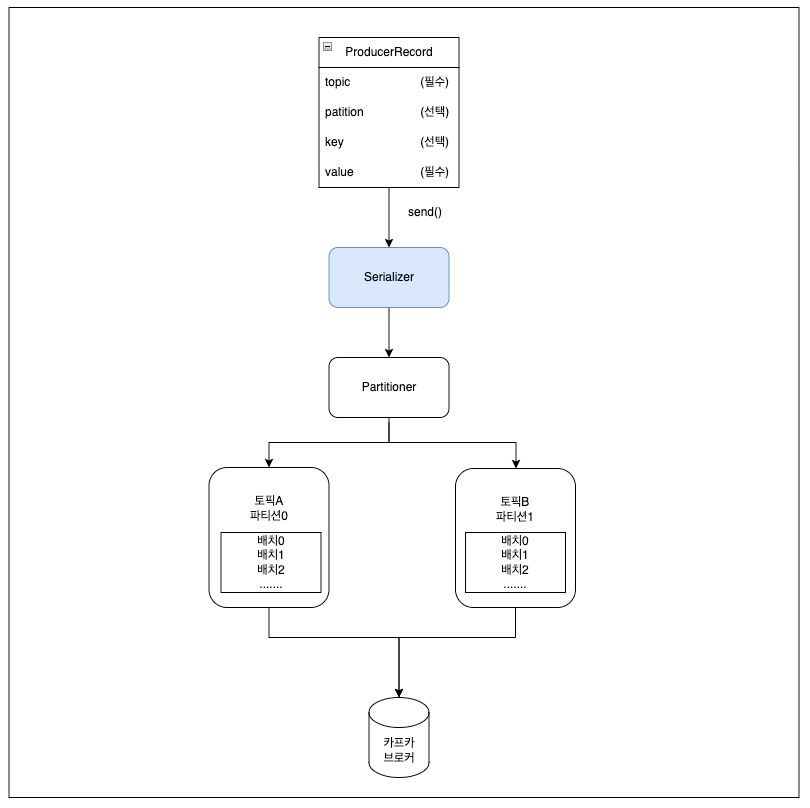 ProducerRecord
topic (필수)
patition (선택)
key (선택)
value (필수)
send()
Serializer
Partitioner
토픽A
파티션0
배치0
배치1
배치2
.......
토픽B
파티션1
배치0
배치1
배치2
.......
카프카
브로커